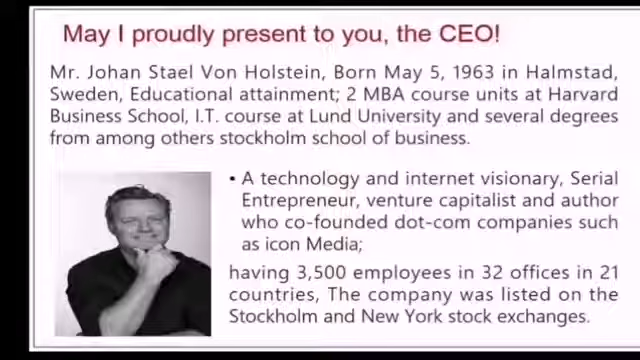 May I proudly present to you, the CEO!
Mr. Johan Stael Von Holstein, Born May 5, 1963 in Halmstad,
Sweden, Educational attainment; 2 MBA course units at Harvard
Business School, I.T. course at Lund University and several degrees
from among others stockholm school of business.
• A technology and internet visionary, Serial
Entrepreneur, venture capitalist and author
who co-founded dot-com companies such
as icon Media;
having 3,500 employees in 32 offices in 21
countries, The company was listed on the
Stockholm and New York stock exchanges.